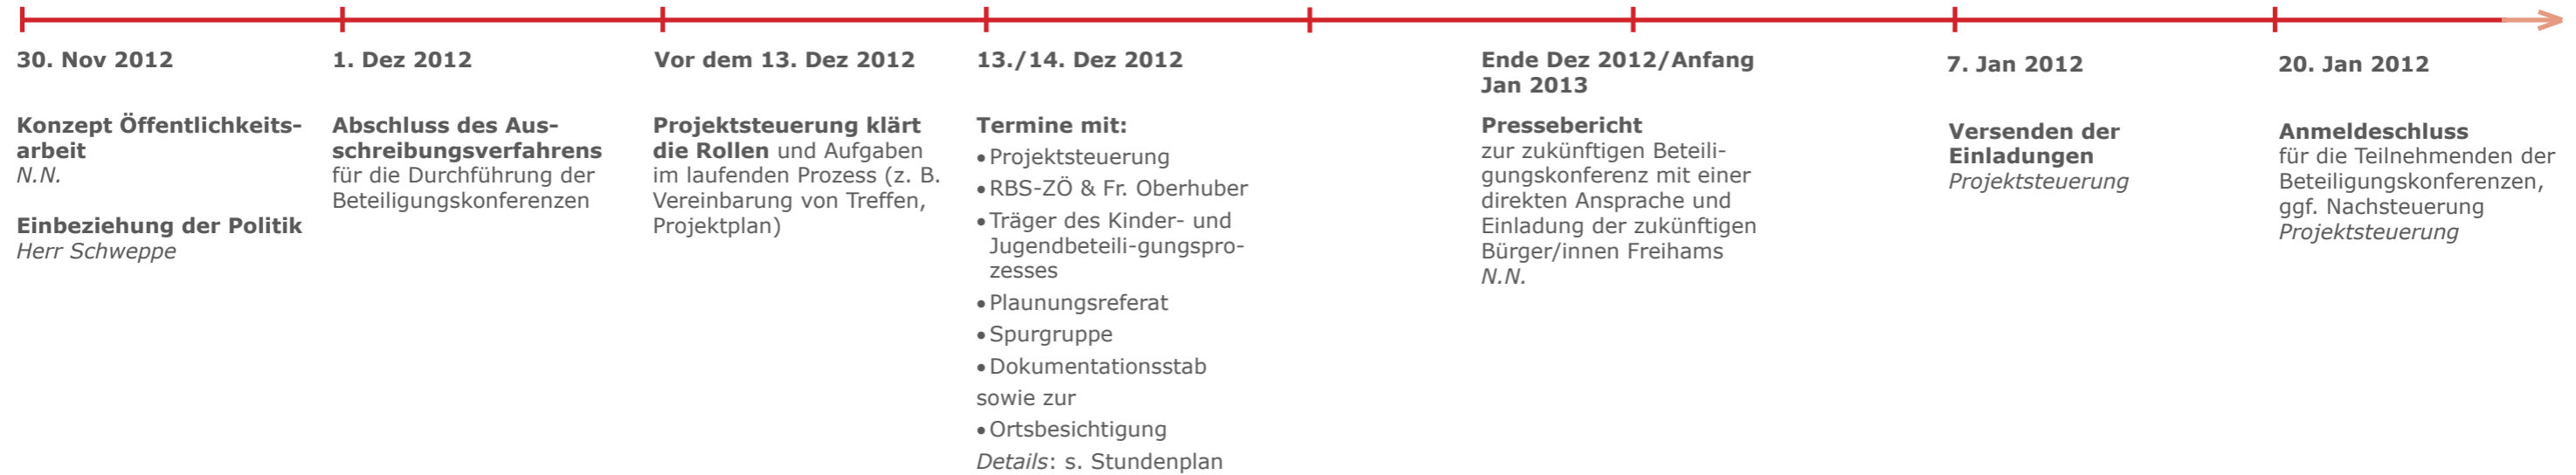 30. Nov 2012
Konzept Öffentlichkeits-
arbeit
N.N.
Einbeziehung der Politik
Herr Schweppe
1. Dez 2012
Abschluss des Aus-
schreibungsverfahrens
für die Durchführung der
Beteiligungskonferenzen
Vor dem 13. Dez 2012
Projektsteuerung klärt
die Rollen und Aufgaben
im laufenden Prozess (z. B.
Vereinbarung von Treffen,
Projektplan)
13./14. Dez 2012
Termine mit:
• Projektsteuerung
• RBS-ZÖ & Fr. Oberhuber
• Träger des Kinder- und
Jugendbeteili-gungspro-
zesses
• Plaunungsreferat
• Spurgruppe
• Dokumentationsstab
sowie zur
• Ortsbesichtigung
Details: s. Stundenplan
Ende Dez 2012/Anfang
Jan 2013
Pressebericht
zur zukünftigen Beteili-
gungskonferenz mit einer
direkten Ansprache und
Einladung der zukünftigen
Bürger/innen Freihams
N.N.
7. Jan 2012
Versenden der
Einladungen
Projektsteuerung
20. Jan 2012
Anmeldeschluss
für die Teilnehmenden der
Beteiligungskonferenzen,
ggf. Nachsteuerung
Projektsteuerung